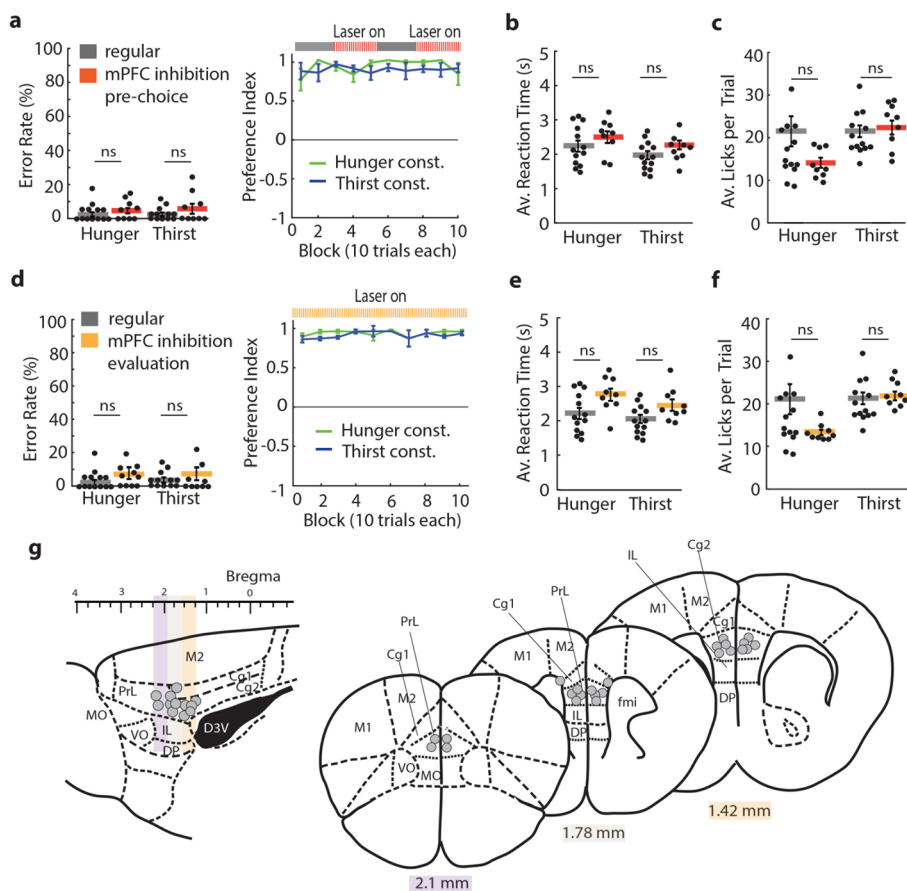 a
b
c
Laser on Laser on
regular
mPFC inhibition
pre-choice
Error Rate (%)
100
80
60
40
20
0
ns ns
Hunger Thirst
Preference Index
1
0.5
0
-0.5
1
Hunger const.
Thirst const.
0 2 4 6 8 10
Block (10 trials each)
Av. Reaction Time (s)
5
4
3
2
1
0
ns ns
Hunger Thirst
Av. Licks per Trial
40
30
20
10
0
ns ns
Hunger Thirst
d
e
f
Laser on
regular
mPFC inhibition
evaluation
Error Rate (%)
100
80
60
40
20
0
ns ns
Hunger Thirst
Preference Index
1
0.5
0
0.5
-1
Hunger const.
Thirst const.
0 2 4 6 8 10
Block (10 trials each)
Av. Reaction Time (s)
5
4
3
2
1
0
ns ns
Hunger Thirst
Av. Licks per Trial
40
30
20
10
0
ns ns
Hunger Thirst
g
Bregma
4 3 2 1 0
M2
Cg1
Cg2
PrL
MO
VO
IL
DP
D3V
PrL
Cg1
M2
M1
VO
MO
2.1 mm
Cg1
PrL
M1
M2
IL
DP
fmi
1.78 mm
IL
Cg2
M1
M2
Cg1
DP
1.42 mm